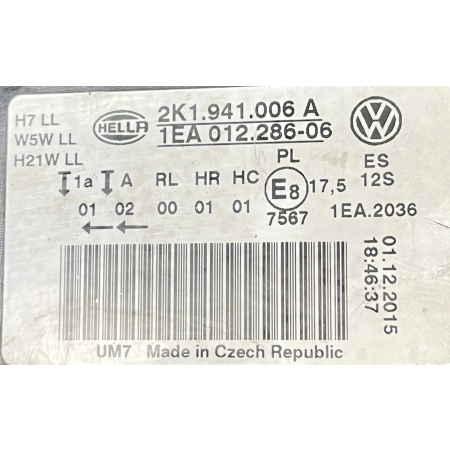 H7 LL
W5W LL
H21W LL
HELLA
2K1.941.006 A
1EA 012.286-06
PL
ES
12S
1a A RL HR HC
E8 17,5
01 02 00 01 01
7567
1EA.2036
01.12.2015
18:46:37
UM7 Made in Czech Republic